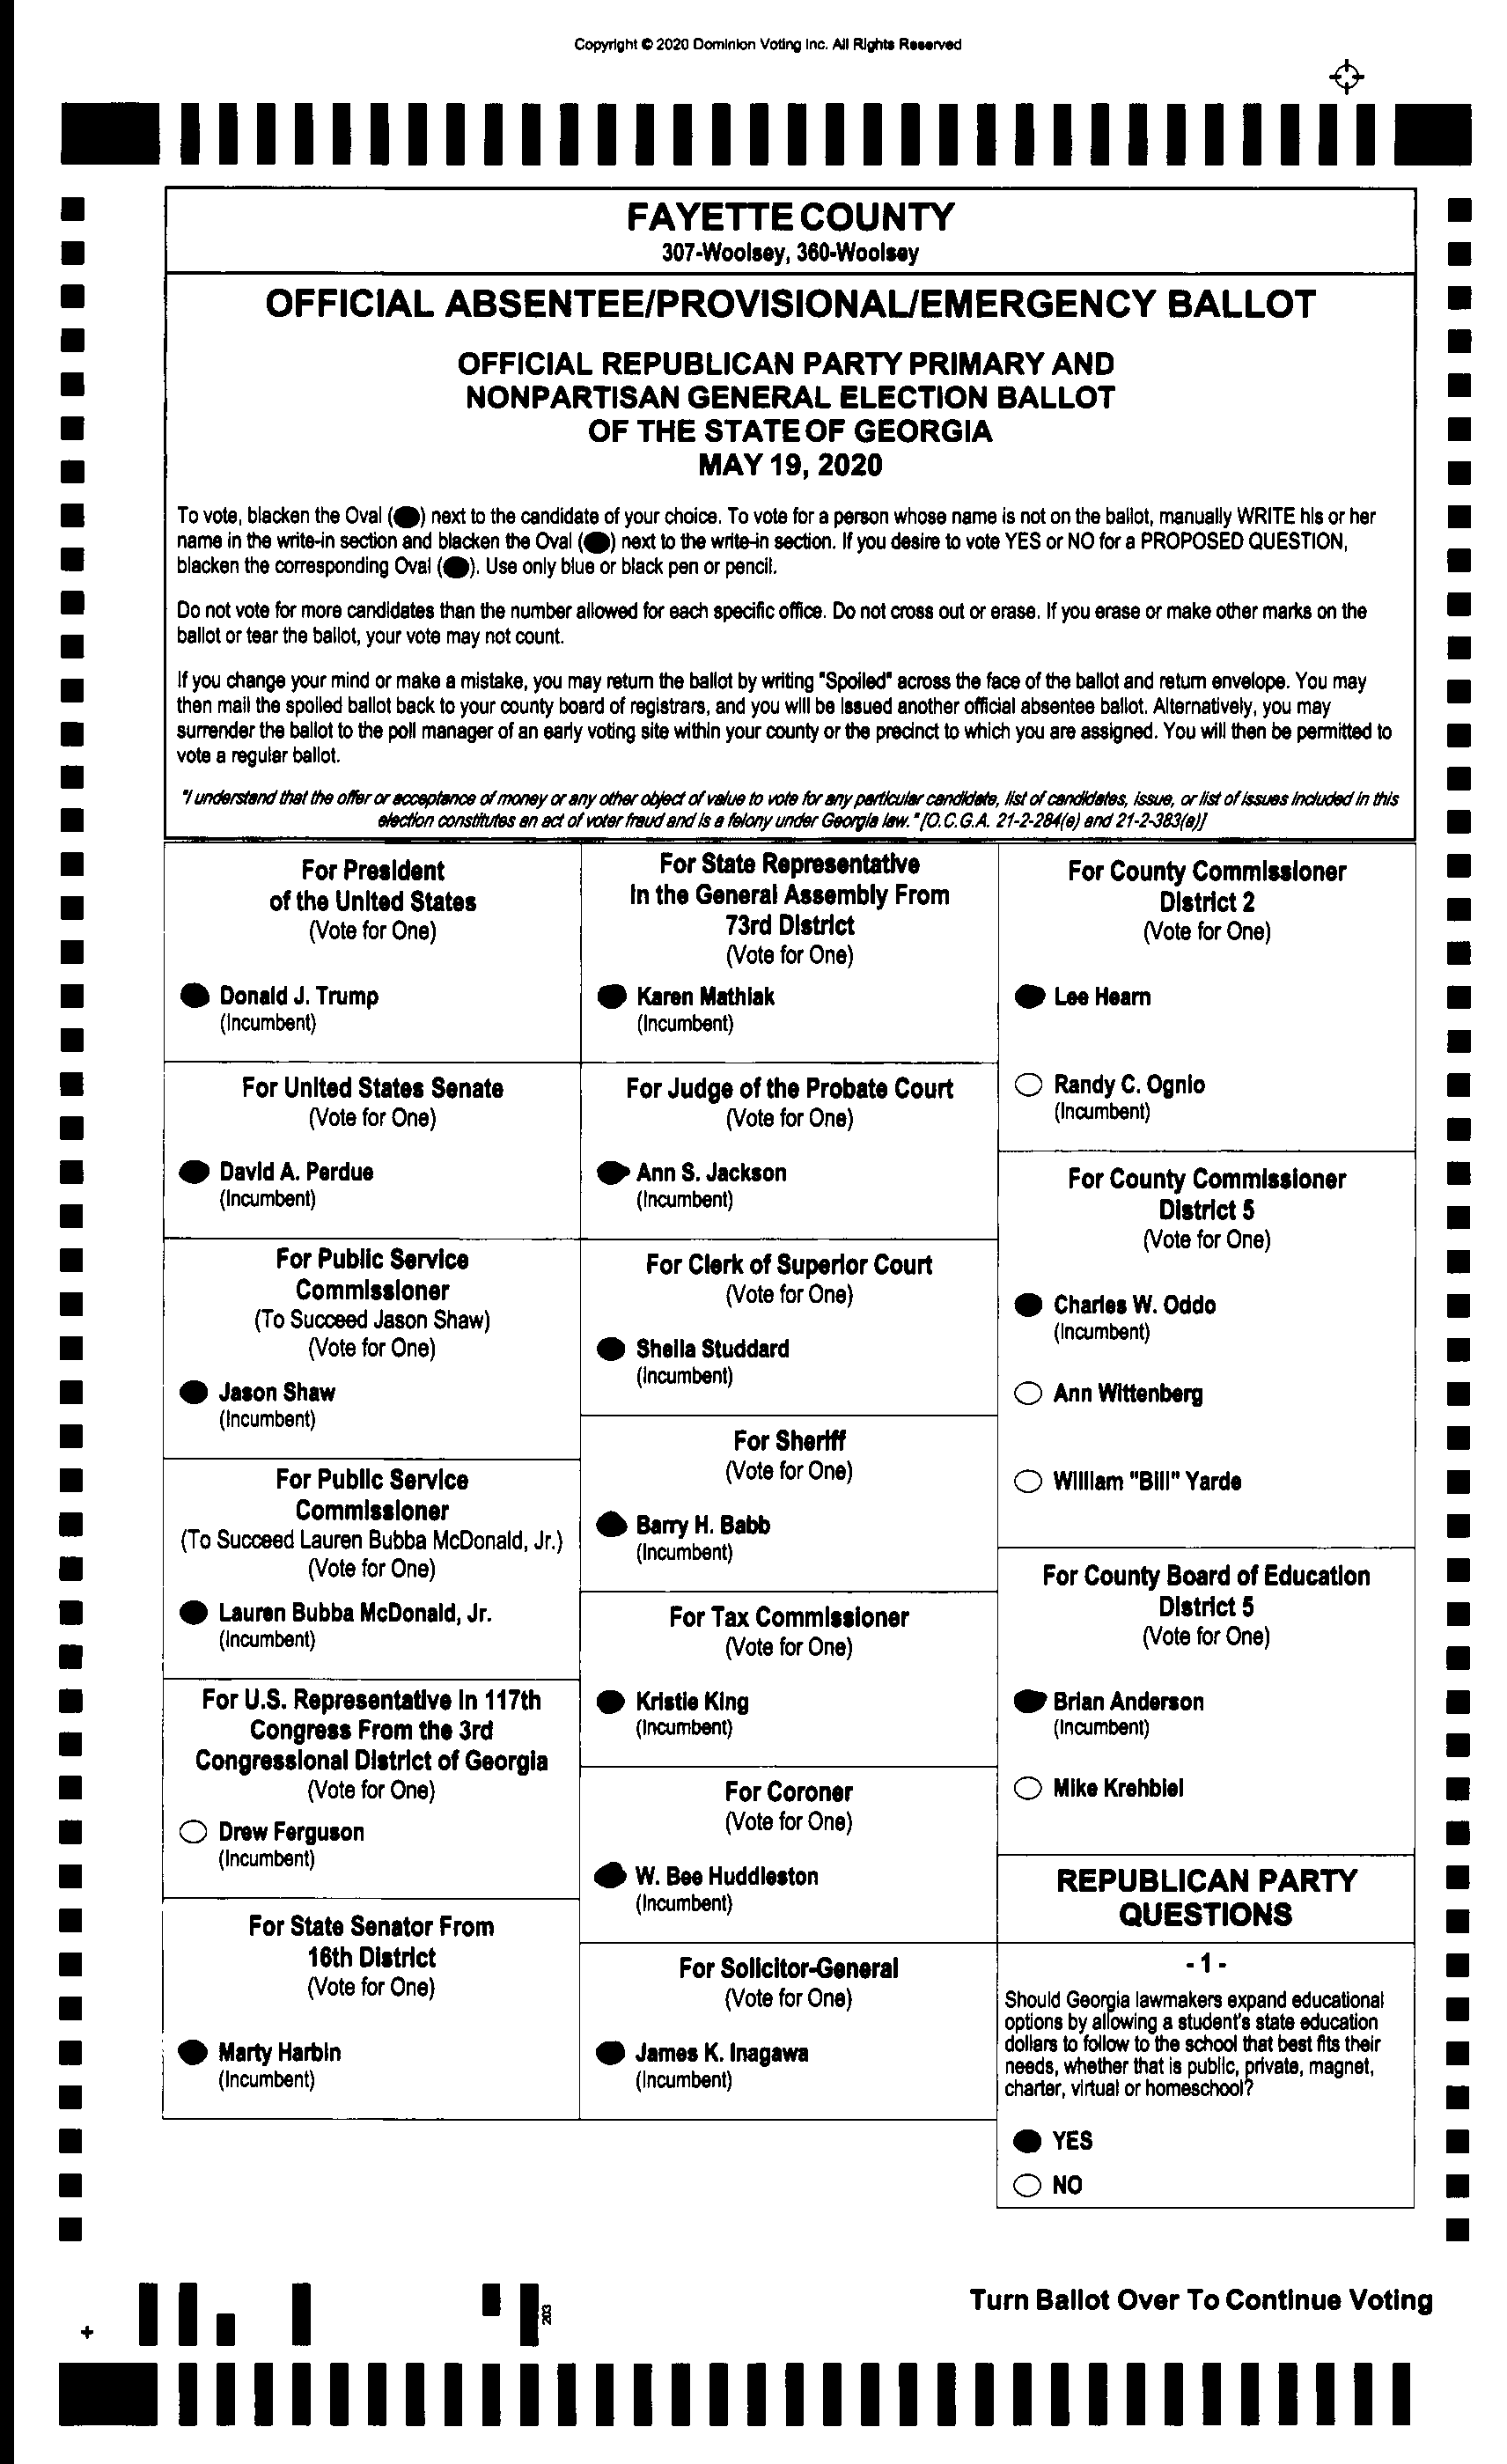 Copyright © 2020 Dominion Voting Inc. All Rights Reserved
FAYETTE COUNTY
307-Woolsey, 360-Woolsey
OFFICIAL ABSENTEE/PROVISIONAL/EMERGENCY BALLOT
OFFICIAL REPUBLICAN PARTY PRIMARY AND
NONPARTISAN GENERAL ELECTION BALLOT
OF THE STATE OF GEORGIA
MAY 19, 2020
To vote, blacken the Oval ( ) next to the candidate of your choice. To vote for a person whose name is not on the ballot, manually WRITE his or her
name in the write-in section and blacken the Oval ( ) next to the write-in section. If you desire to vote YES or NO for a PROPOSED QUESTION,
blacken the corresponding Oval ( ). Use only blue or black pen or pencil.
Do not vote for more candidates than the number allowed for each specific office. Do not cross out or erase. If you erase or make other marks on the
ballot or tear the ballot, your vote may not count.
If you change your mind or make a mistake, you may return the ballot by writing "Spoiled" across the face of the ballot and return envelope. You may
then mail the spoiled ballot back to your county board of registrars, and you will be issued another official absentee ballot. Alternatively, you may
surrender the ballot to the poll manager of an early voting site within your county or the precinct to which you are assigned. You will then be permitted to
vote a regular ballot.
"I understand that the offer or acceptance of money or any other object of value to vote for any particular candidate, list of candidates, issue, or list of issues included in this
election constitutes an act of voter fraud and is a felony under Georgia law." [O.C.G.A. 21-2-284(e) and 21-2-383(a)]
For President
of the United States
(Vote for One)
Donald J. Trump
(Incumbent)
For United States Senate
(Vote for One)
David A. Perdue
(Incumbent)
For Public Service
Commissioner
(To Succeed Jason Shaw)
(Vote for One)
Jason Shaw
(Incumbent)
For Public Service
Commissioner
(To Succeed Lauren Bubba McDonald, Jr.)
(Vote for One)
Lauren Bubba McDonald, Jr.
(Incumbent)
For U.S. Representative in 117th
Congress From the 3rd
Congressional District of Georgia
(Vote for One)
Drew Ferguson
(Incumbent)
For State Senator From
16th District
(Vote for One)
Marty Harbin
(Incumbent)
For State Representative
in the General Assembly From
73rd District
(Vote for One)
Karen Mathiak
(Incumbent)
For Judge of the Probate Court
(Vote for One)
Ann S. Jackson
(Incumbent)
For Clerk of Superior Court
(Vote for One)
Sheila Studdard
(Incumbent)
For Sheriff
(Vote for One)
Barry H. Babb
(Incumbent)
For Tax Commissioner
(Vote for One)
Kristie King
(Incumbent)
For Coroner
(Vote for One)
W. Bee Huddleston
(Incumbent)
For Solicitor-General
(Vote for One)
James K. Inagawa
(Incumbent)
For County Commissioner
District 2
(Vote for One)
Lee Hearn
Randy C. Ognio
(Incumbent)
For County Commissioner
District 5
(Vote for One)
Charles W. Oddo
(Incumbent)
Ann Wittenberg
William "Bill" Yarde
For County Board of Education
District 5
(Vote for One)
Brian Anderson
(Incumbent)
Mike Krehbiel
REPUBLICAN PARTY
QUESTIONS
- 1 -
Should Georgia lawmakers expand educational
options by allowing a student's state education
dollars to follow to the school that best fits their
needs, whether that is public, private, magnet,
charter, virtual or homeschool?
YES
NO
203
Turn Ballot Over To Continue Voting